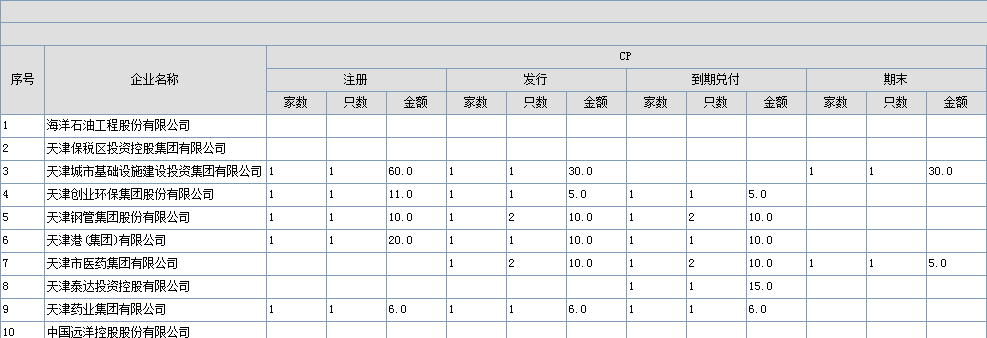 CP
序号 企业名称 注册 发行 到期兑付 期末
家数 只数 金额 家数 只数 金额 家数 只数 金额 家数 只数 金额
1 海洋石油工程股份有限公司
2 天津保税区投资控股集团有限公司
3 天津城市基础设施建设投资集团有限公司 1 1 60.0 1 1 30.0 1 1 30.0
4 天津创业环保集团股份有限公司 1 1 11.0 1 1 5.0 1 1 5.0
5 天津钢管集团股份有限公司 1 1 10.0 1 2 10.0 1 2 10.0
6 天津港(集团)有限公司 1 1 20.0 1 1 10.0 1 1 10.0
7 天津市医药集团有限公司 1 2 10.0 1 2 10.0 1 1 5.0
8 天津泰达投资控股有限公司 1 1 15.0
9 天津药业集团有限公司 1 1 6.0 1 1 6.0 1 1 6.0
10 中国远洋控股股份有限公司